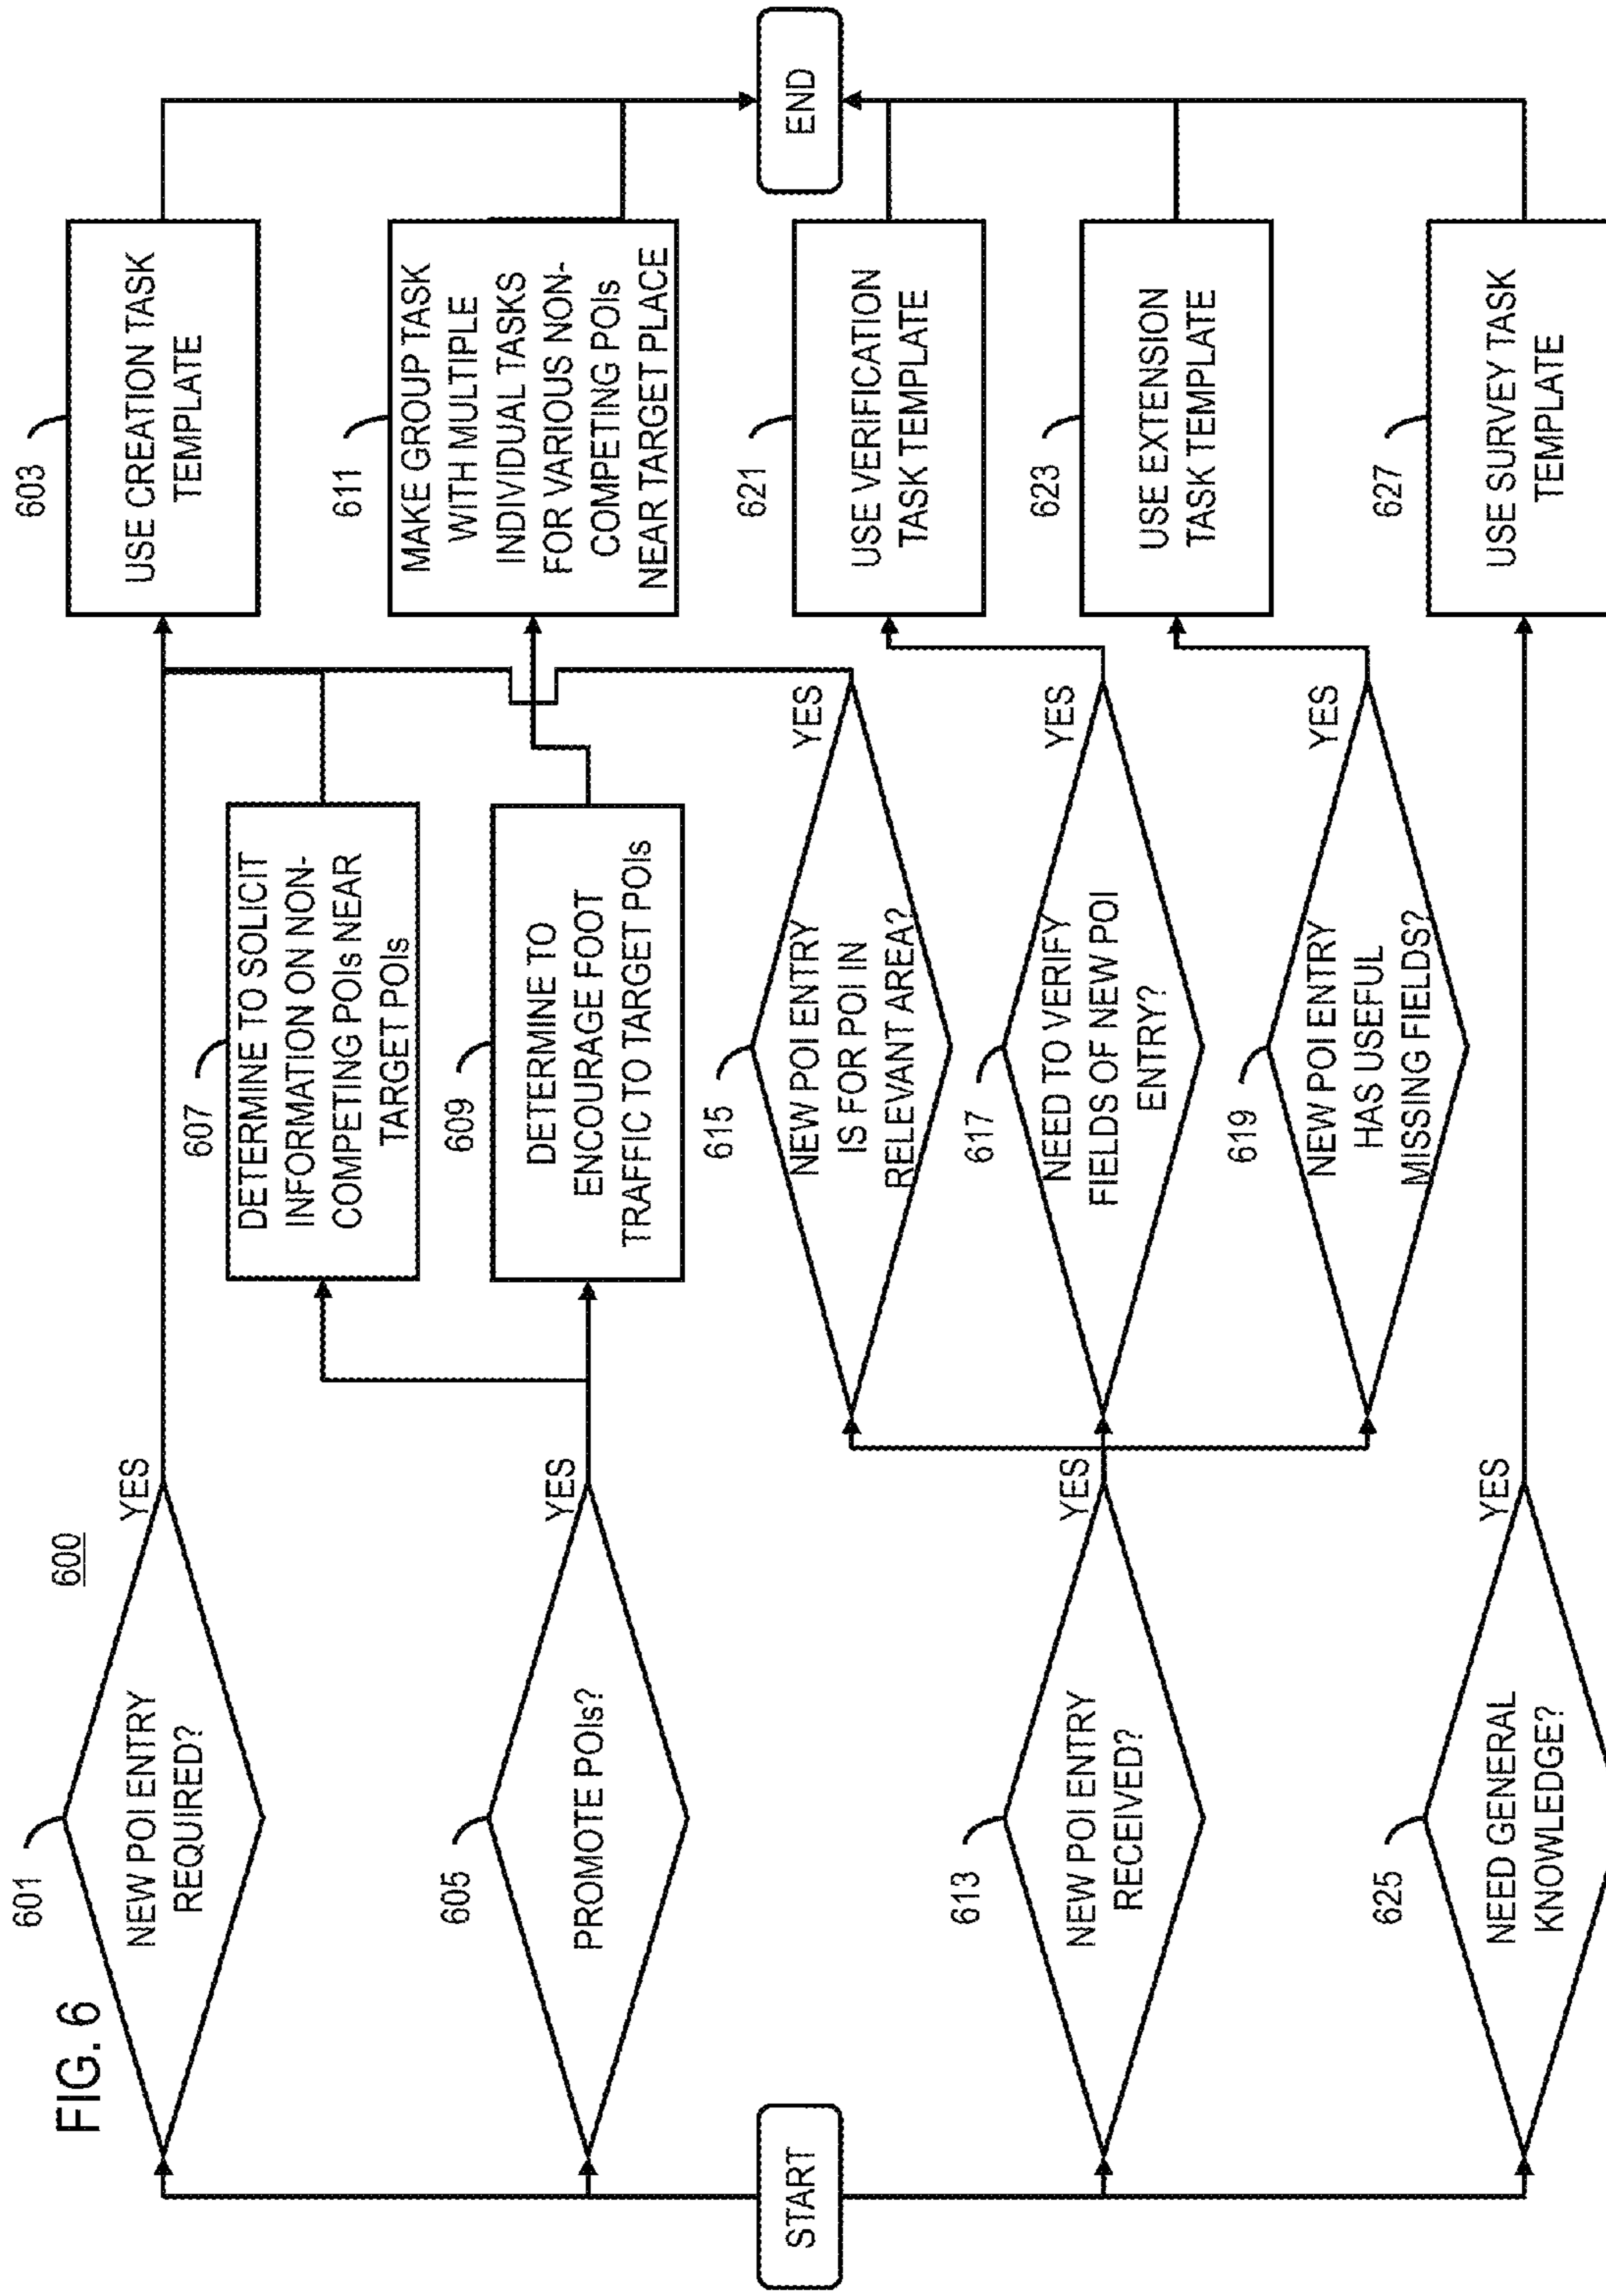 FIG. 6
600
START
601
NEW POI ENTRY
REQUIRED?
YES
603
USE CREATION TASK
TEMPLATE
605
PROMOTE POIs?
YES
607
DETERMINE TO SOLICIT
INFORMATION ON NON-
COMPETING POIs NEAR
TARGET POIs
609
DETERMINE TO
ENCOURAGE FOOT
TRAFFIC TO TARGET POIs
611
MAKE GROUP TASK
WITH MULTIPLE
INDIVIDUAL TASKS
FOR VARIOUS NON-
COMPETING POIs
NEAR TARGET PLACE
613
NEW POI ENTRY
RECEIVED?
YES
615
NEW POI ENTRY
IS FOR POI IN
RELEVANT AREA?
YES
617
NEED TO VERIFY
FIELDS OF NEW POI
ENTRY?
YES
619
NEW POI ENTRY
HAS USEFUL
MISSING FIELDS?
YES
621
USE VERIFICATION
TASK TEMPLATE
623
USE EXTENSION
TASK TEMPLATE
625
NEED GENERAL
KNOWLEDGE?
YES
627
USE SURVEY TASK
TEMPLATE
END